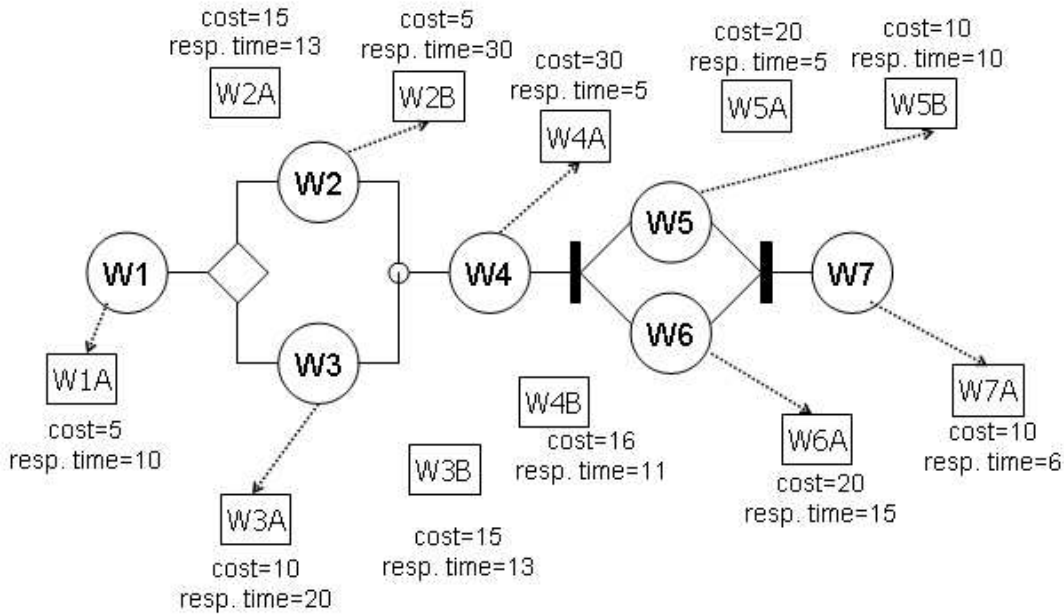 cost=15
resp. time=13
W2A
cost=5
resp. time=30
W2B
cost=30
resp. time=5
W4A
cost=20
resp. time=5
W5A
cost=10
resp. time=10
W5B
W1
W2
W3
W4
W5
W6
W7
W1A
cost=5
resp. time=10
W3A
cost=10
resp. time=20
W3B
cost=15
resp. time=13
W4B
cost=16
resp. time=11
W6A
cost=20
resp. time=15
W7A
cost=10
resp. time=6